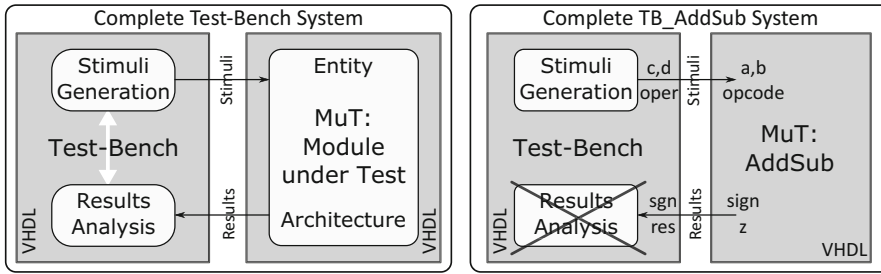 Complete Test-Bench System
Stimuli
Generation
Test-Bench
Results
Analysis
VHDL
Stimuli
Results
Entity
MuT:
Module
under Test
Architecture
VHDL
Complete TB_AddSub System
Stimuli
Generation
c,d
oper
Test-Bench
Results
Analysis
sgn
res
VHDL
Stimuli
Results
a,b
opcode
MuT:
AddSub
sign
z
VHDL